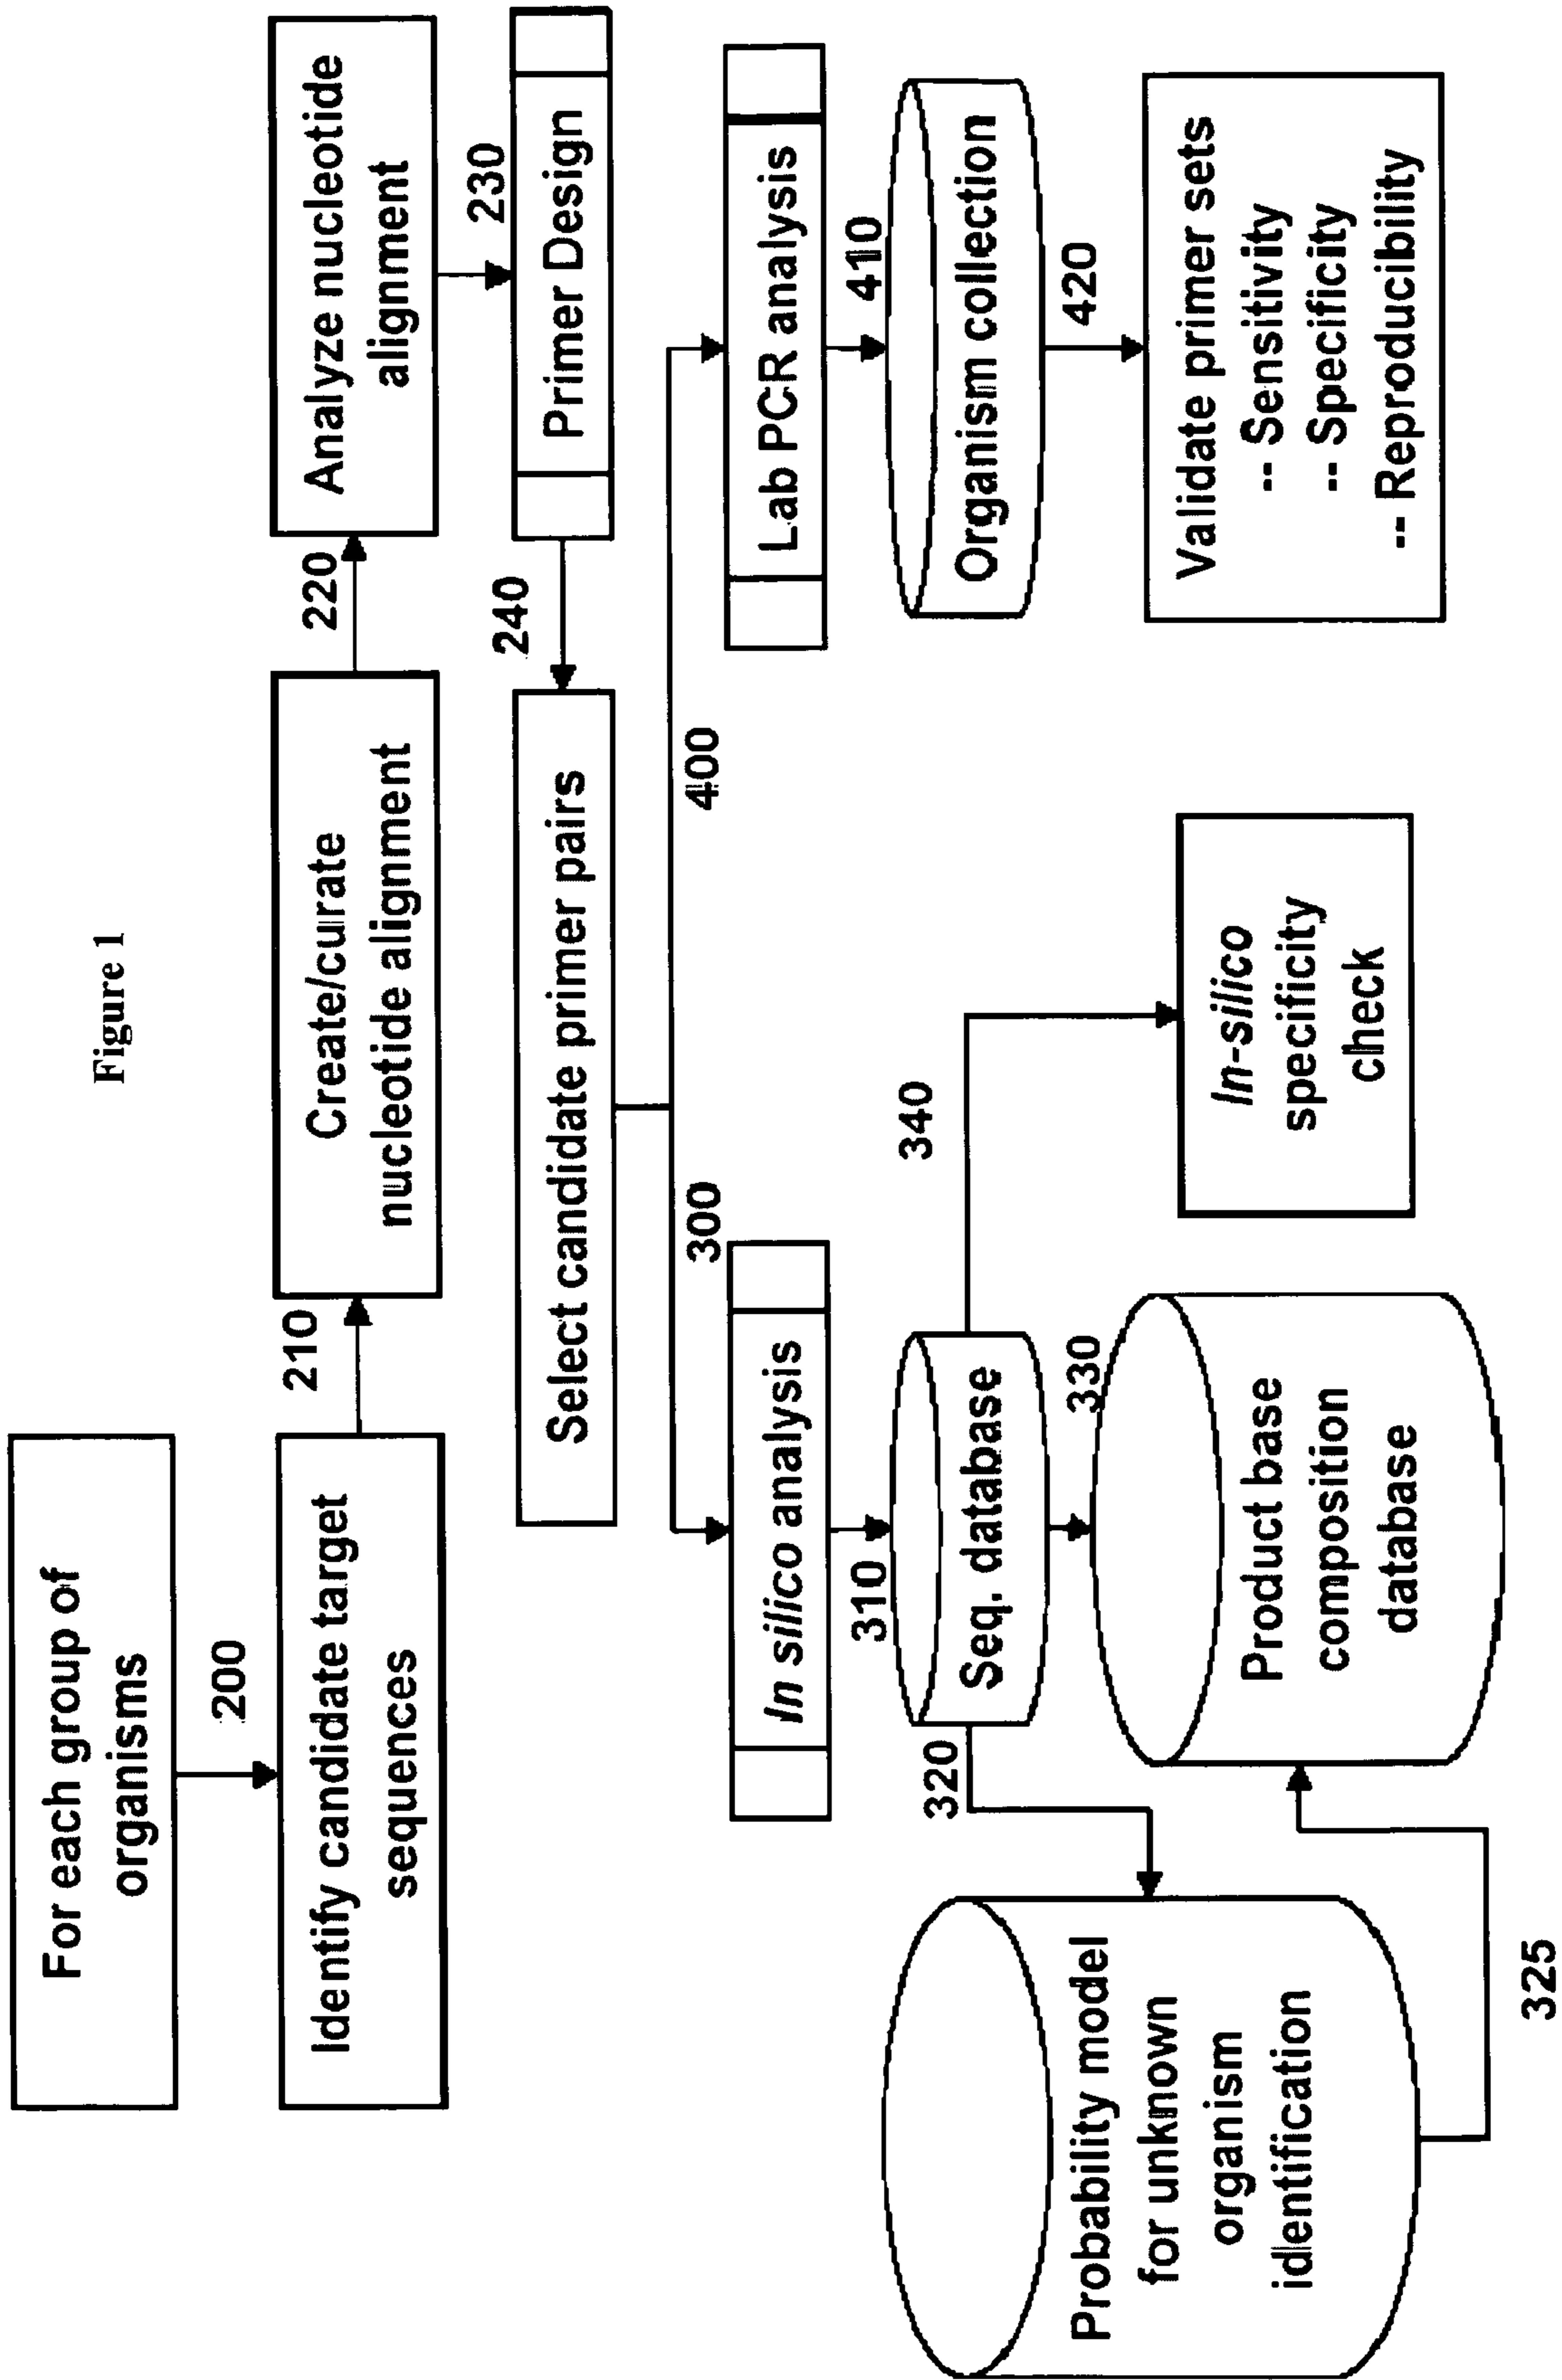 Figure 1
For each group of
organisms
200
Identify candidate target
sequences
210
Create/curate
nucleotide alignment
220
Analyze nucleotide
alignment
230
Primer Design
240
Select candidate primer pairs
300
400
In silico analysis
310
Seq. database
320
Probability model
for unknown
organism
identification
325
330
Product base
composition
database
340
In-silico
specificity
check
Lab PCR analysis
410
Organism collection
420
Validate primer sets
-- Sensitivity
-- Specificity
-- Reproducibility